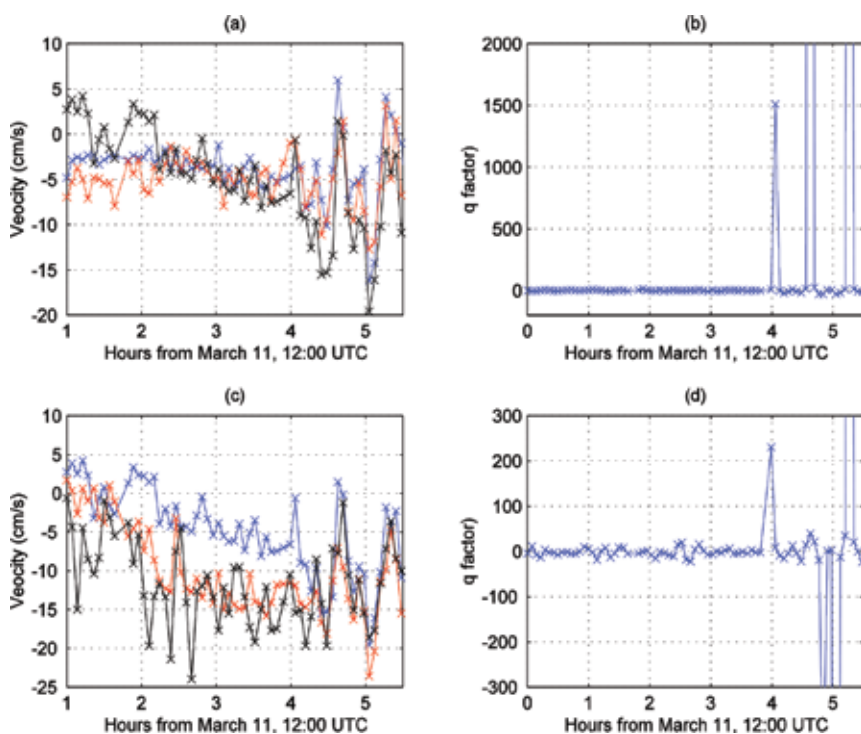 (a)
10
5
0
-5
-10
-15
-20
Veocity (cm/s)
1 2 3 4 5
Hours from March 11, 12:00 UTC
(b)
2000
1500
1000
500
0
q factor)
0 1 2 3 4 5
Hours from March 11, 12:00 UTC
(c)
10
5
0
-5
-10
-15
-20
-25
Veocity (cm/s)
1 2 3 4 5
Hours from March 11, 12:00 UTC
(d)
300
200
100
0
-100
-200
-300
q factor)
0 1 2 3 4 5
Hours from March 11, 12:00 UTC